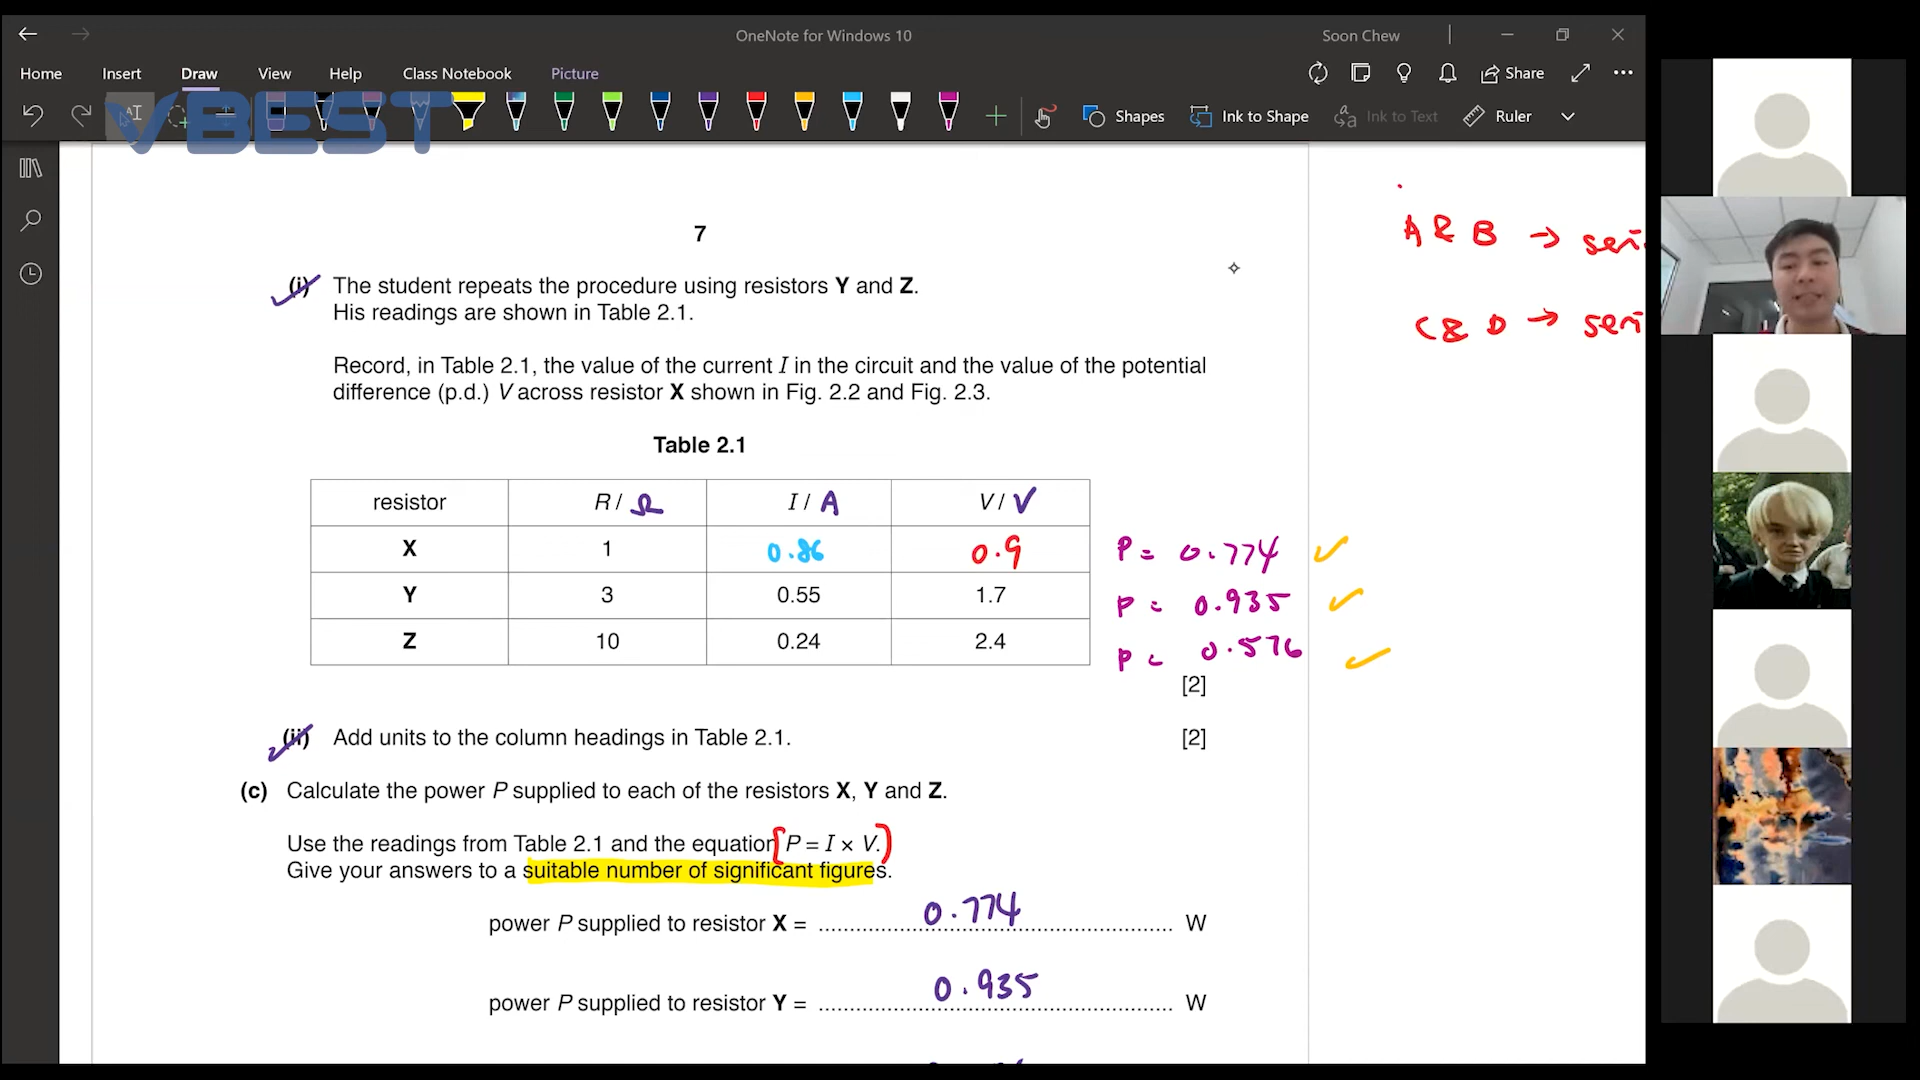 OneNote for Windows 10
Soon Chew
Home Insert Draw View Help Class Notebook Picture
Share
VBEST
Shapes Ink to Shape Ink to Text Ruler
7
A & B → seri
C & D → seri
(i) The student repeats the procedure using resistors Y and Z.
His readings are shown in Table 2.1.
Record, in Table 2.1, the value of the current I in the circuit and the value of the potential
difference (p.d.) V across resistor X shown in Fig. 2.2 and Fig. 2.3.
Table 2.1
resistor R / Ω I / A V / V
X 1 0.86 0.9 P = 0.774 ✓
Y 3 0.55 1.7 P = 0.935 ✓
Z 10 0.24 2.4 P = 0.576 ✓
[2]
(ii) Add units to the column headings in Table 2.1. [2]
(c) Calculate the power P supplied to each of the resistors X, Y and Z.
Use the readings from Table 2.1 and the equation [P = I × V.]
Give your answers to a suitable number of significant figures.
power P supplied to resistor X = 0.774 W
power P supplied to resistor Y = 0.935 W